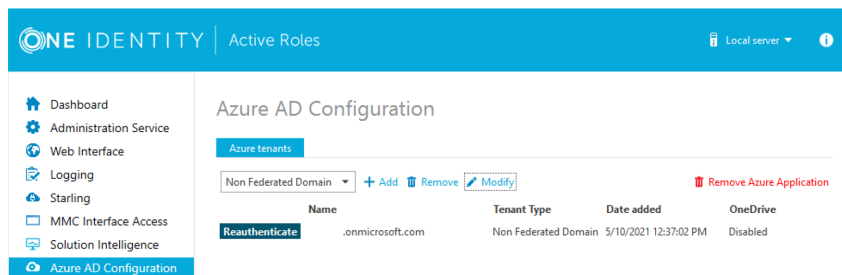 ONE IDENTITY Active Roles Local server
Dashboard
Administration Service
Web Interface
Logging
Starling
MMC Interface Access
Solution Intelligence
Azure AD Configuration
Azure AD Configuration
Azure tenants
Non Federated Domain Add Remove Modify Remove Azure Application
Name Tenant Type Date added OneDrive
Reauthenticate .onmicrosoft.com Non Federated Domain 5/10/2021 12:37:02 PM Disabled